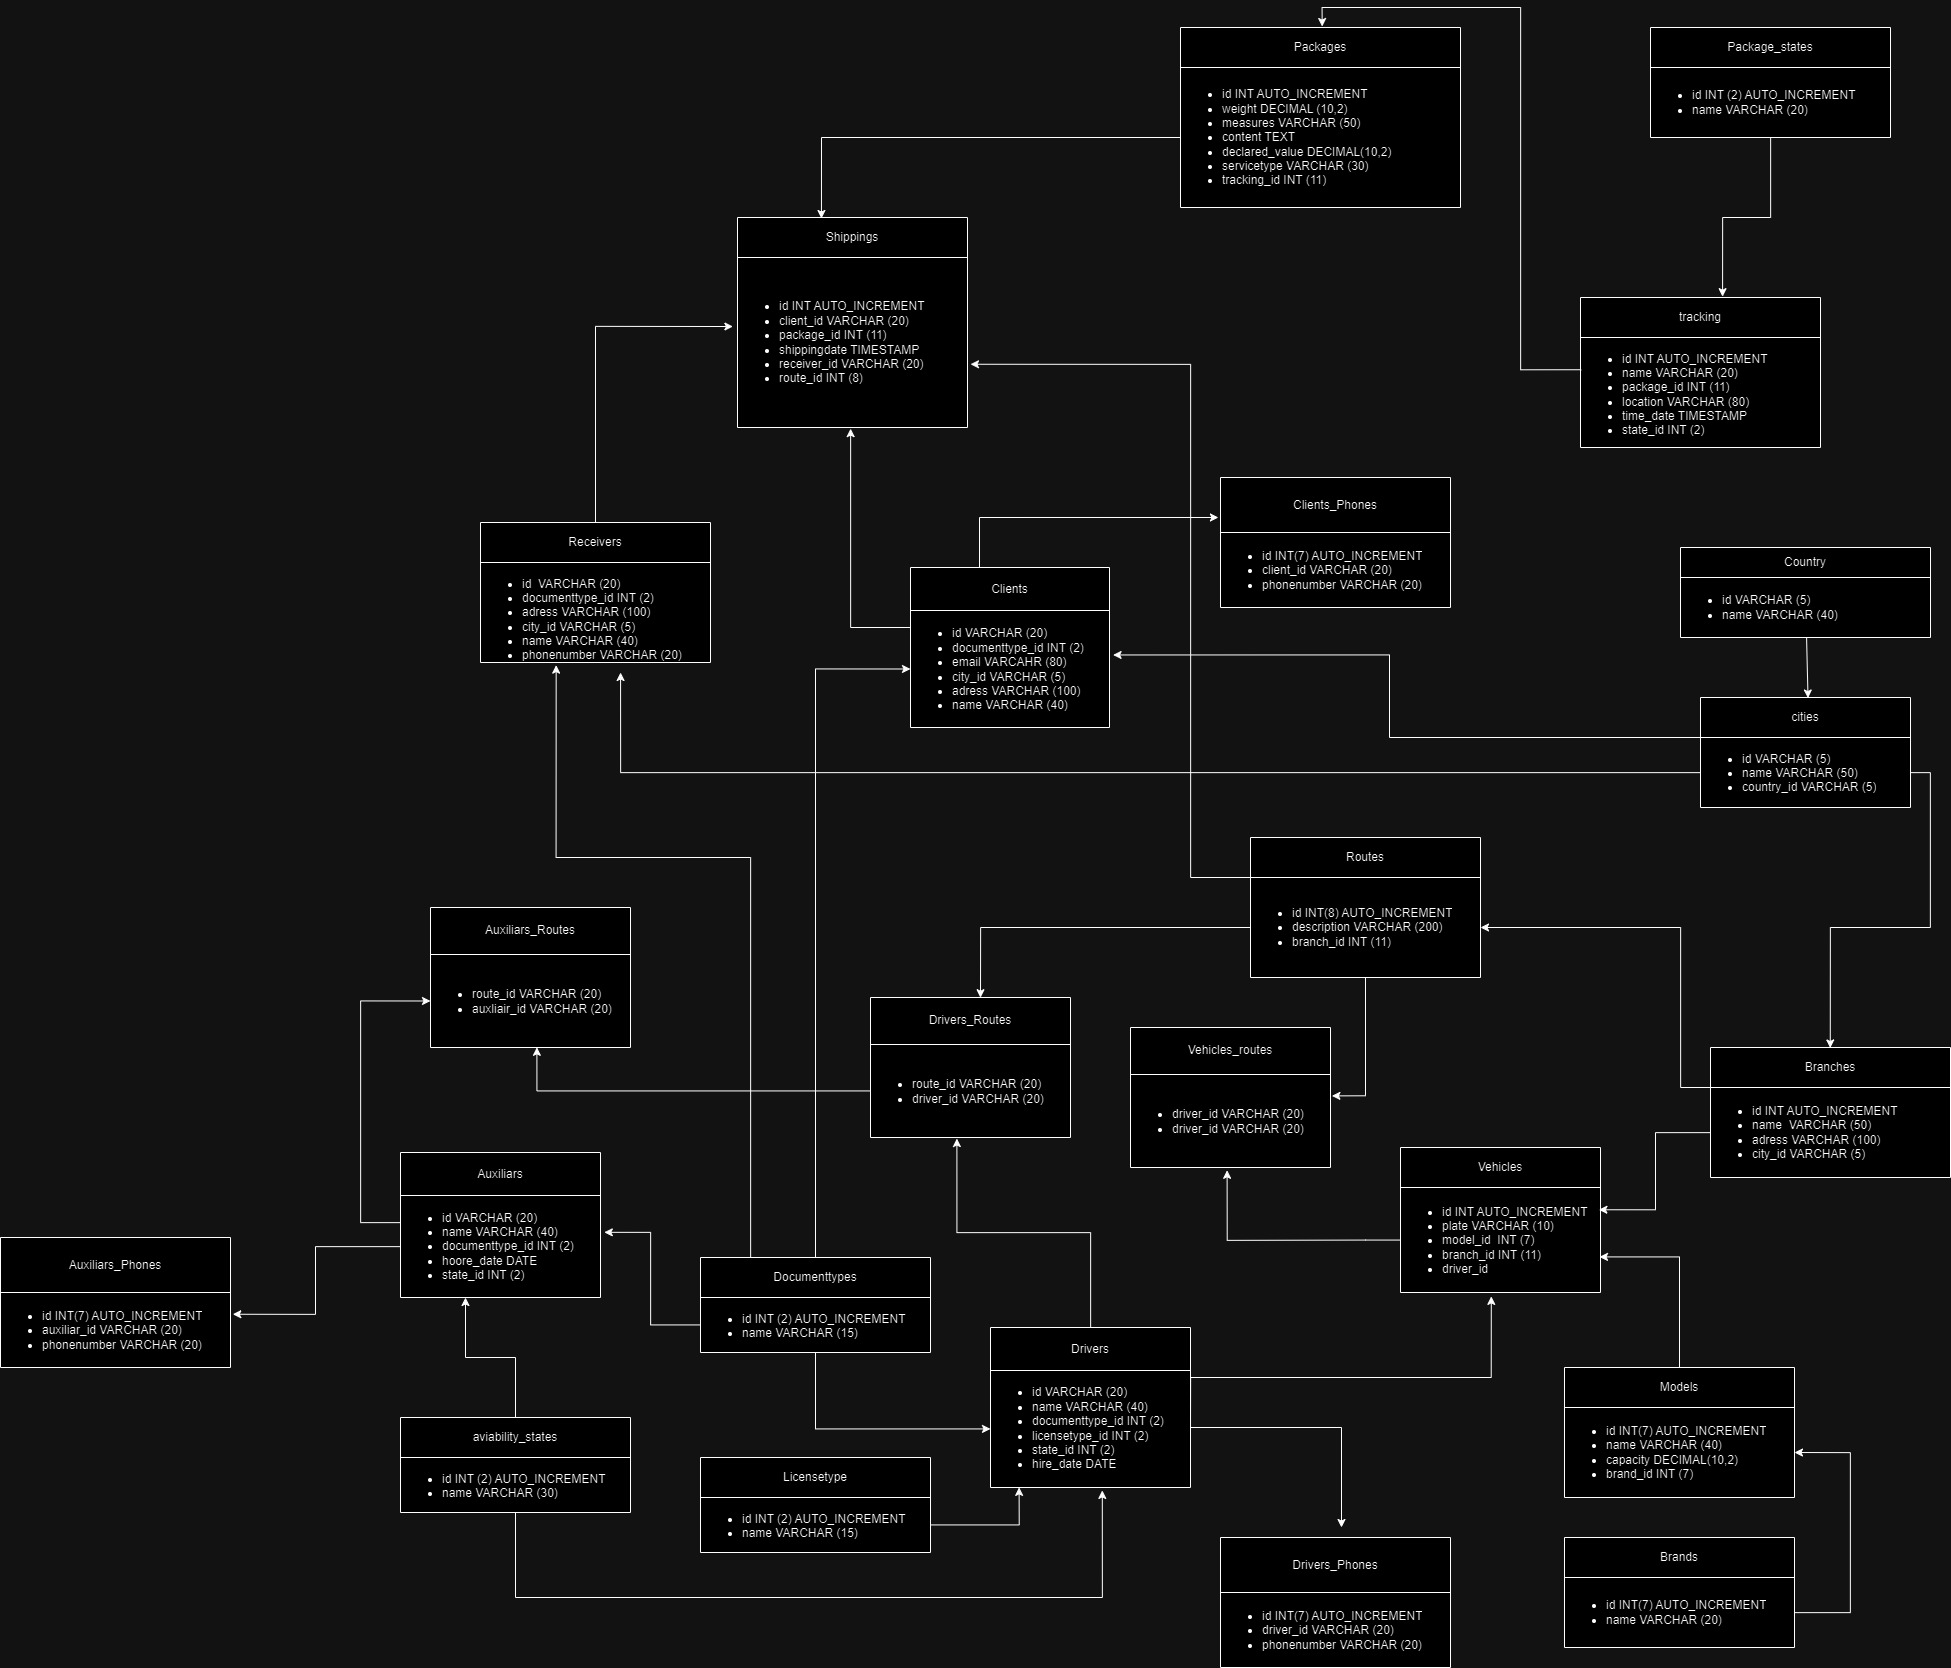 Packages
id INT AUTO_INCREMENT
weight DECIMAL (10,2)
measures VARCHAR (50)
content TEXT
declared_value DECIMAL(10,2)
servicetype VARCHAR (30)
tracking_id INT (11)
Package_states
id INT (2) AUTO_INCREMENT
name VARCHAR (20)
Shippings
id INT AUTO_INCREMENT
client_id VARCHAR (20)
package_id INT (11)
shippingdate TIMESTAMP
receiver_id VARCHAR (20)
route_id INT (8)
tracking
id INT AUTO_INCREMENT
name VARCHAR (20)
package_id INT (11)
location VARCHAR (80)
time_date TIMESTAMP
state_id INT (2)
Clients_Phones
id INT(7) AUTO_INCREMENT
client_id VARCHAR (20)
phonenumber VARCHAR (20)
Receivers
id  VARCHAR (20)
documenttype_id INT (2)
adress VARCHAR (100)
city_id VARCHAR (5)
name VARCHAR (40)
phonenumber VARCHAR (20)
Clients
id VARCHAR (20)
documenttype_id INT (2)
email VARCAHR (80)
city_id VARCHAR (5)
adress VARCHAR (100)
name VARCHAR (40)
Country
id VARCHAR (5)
name VARCHAR (40)
cities
id VARCHAR (5)
name VARCHAR (50)
country_id VARCHAR (5)
Routes
id INT(8) AUTO_INCREMENT
description VARCHAR (200)
branch_id INT (11)
Auxiliars_Routes
route_id VARCHAR (20)
auxliair_id VARCHAR (20)
Drivers_Routes
route_id VARCHAR (20)
driver_id VARCHAR (20)
Vehicles_routes
driver_id VARCHAR (20)
driver_id VARCHAR (20)
Branches
id INT AUTO_INCREMENT
name  VARCHAR (50)
adress VARCHAR (100)
city_id VARCHAR (5)
Auxiliars
id VARCHAR (20)
name VARCHAR (40)
documenttype_id INT (2)
hoore_date DATE
state_id INT (2)
Vehicles
id INT AUTO_INCREMENT
plate VARCHAR (10)
model_id  INT (7)
branch_id INT (11)
driver_id
Auxiliars_Phones
id INT(7) AUTO_INCREMENT
auxiliar_id VARCHAR (20)
phonenumber VARCHAR (20)
Documenttypes
id INT (2) AUTO_INCREMENT
name VARCHAR (15)
Drivers
id VARCHAR (20)
name VARCHAR (40)
documenttype_id INT (2)
licensetype_id INT (2)
state_id INT (2)
hire_date DATE
Models
id INT(7) AUTO_INCREMENT
name VARCHAR (40)
capacity DECIMAL(10,2)
brand_id INT (7)
aviability_states
id INT (2) AUTO_INCREMENT
name VARCHAR (30)
Licensetype
id INT (2) AUTO_INCREMENT
name VARCHAR (15)
Drivers_Phones
id INT(7) AUTO_INCREMENT
driver_id VARCHAR (20)
phonenumber VARCHAR (20)
Brands
id INT(7) AUTO_INCREMENT
name VARCHAR (20)